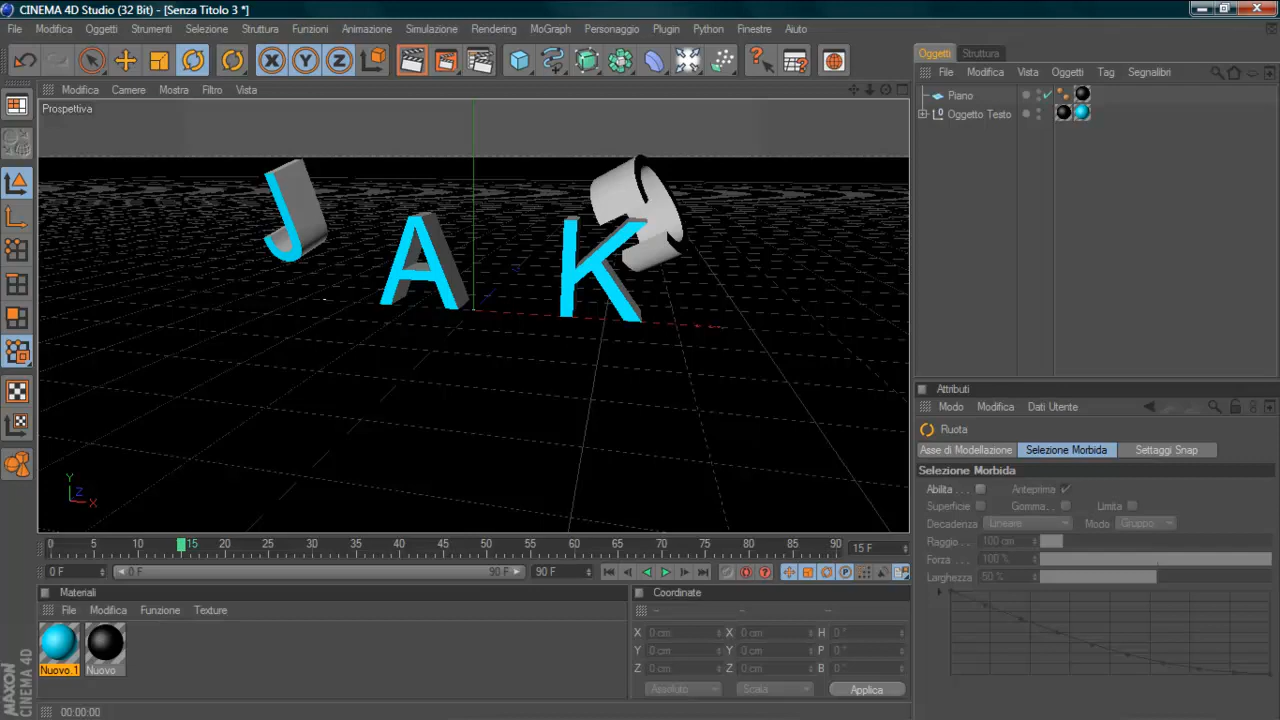 CINEMA 4D Studio (32 Bit) - [Senza Titolo 3 *]
File Modifica Oggetti Strumenti Selezione Struttura Funzioni Animazione Simulazione Rendering MoGraph Personaggio Plugin Python Finestre Aiuto
X Y Z
Oggetti Struttura
File Modifica Vista Oggetti Tag Segnalibri
Modifica Camere Mostra Filtro Vista
Prospettiva
Piano
Oggetto Testo
J A K
Y
Z
X
Attributi
Modo Modifica Dati Utente
Ruota
Asse di Modellazione Selezione Morbida Settaggi Snap
Selezione Morbida
Abilita . . . Anteprima
Superficie Gomma. . Limita
Decadenza Lineare Modo Gruppo
Raggio. . . 100 cm
Forza. . . 100 %
Larghezza 50 %
0 5 10 15 20 25 30 35 40 45 50 55 60 65 70 75 80 85 90 15 F
0 F 0 F 90 F 90 F
Materiali
File Modifica Funzione Texture
Nuovo.1 Nuovo
Coordinate
-- -- --
X 0 cm X 0 cm H 0 °
Y 0 cm Y 0 cm P 0 °
Z 0 cm Z 0 cm B 0 °
Assoluto Scala Applica
MAXON
CINEMA 4D
00:00:00